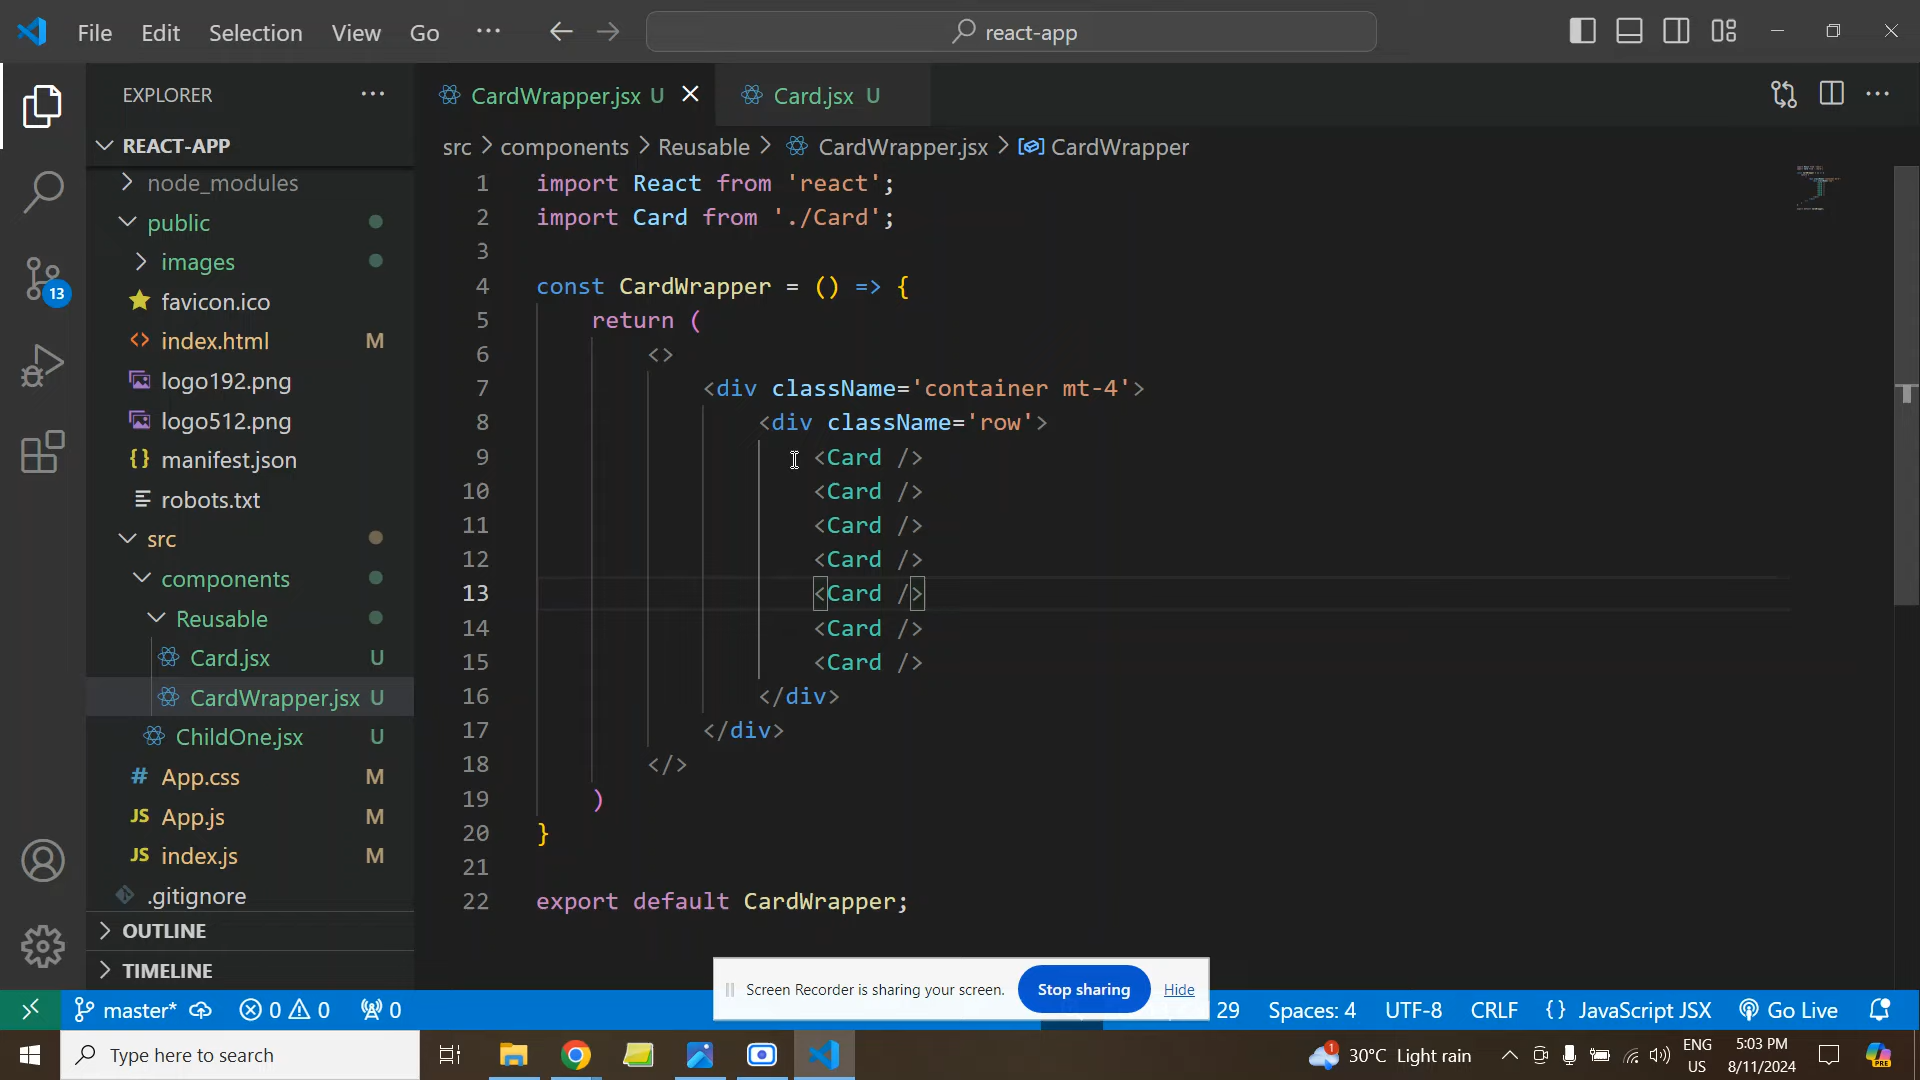 File Edit Selection View Go ··· react-app
EXPLORER ···
CardWrapper.jsx U
Card.jsx U
REACT-APP
src > components > Reusable > CardWrapper.jsx > CardWrapper
node_modules
public
images
favicon.ico
<> index.html M
logo192.png
logo512.png
{} manifest.json
robots.txt
src
components
Reusable
Card.jsx U
CardWrapper.jsx U
ChildOne.jsx U
# App.css M
JS App.js M
JS index.js M
.gitignore
OUTLINE
TIMELINE
13
1 import React from 'react';
2 import Card from './Card';
3
4 const CardWrapper = () => {
5 return (
6 <>
7 <div className='container mt-4'>
8 <div className='row'>
9 <Card />
10 <Card />
11 <Card />
12 <Card />
13 <Card />
14 <Card />
15 <Card />
16 </div>
17 </div>
18 </>
19 )
20 }
21
22 export default CardWrapper;
Screen Recorder is sharing your screen. Stop sharing Hide
master* 0 0 0 29 Spaces: 4 UTF-8 CRLF {} JavaScript JSX Go Live
Type here to search
1 30°C Light rain
ENG
US
5:03 PM
8/11/2024
PRE